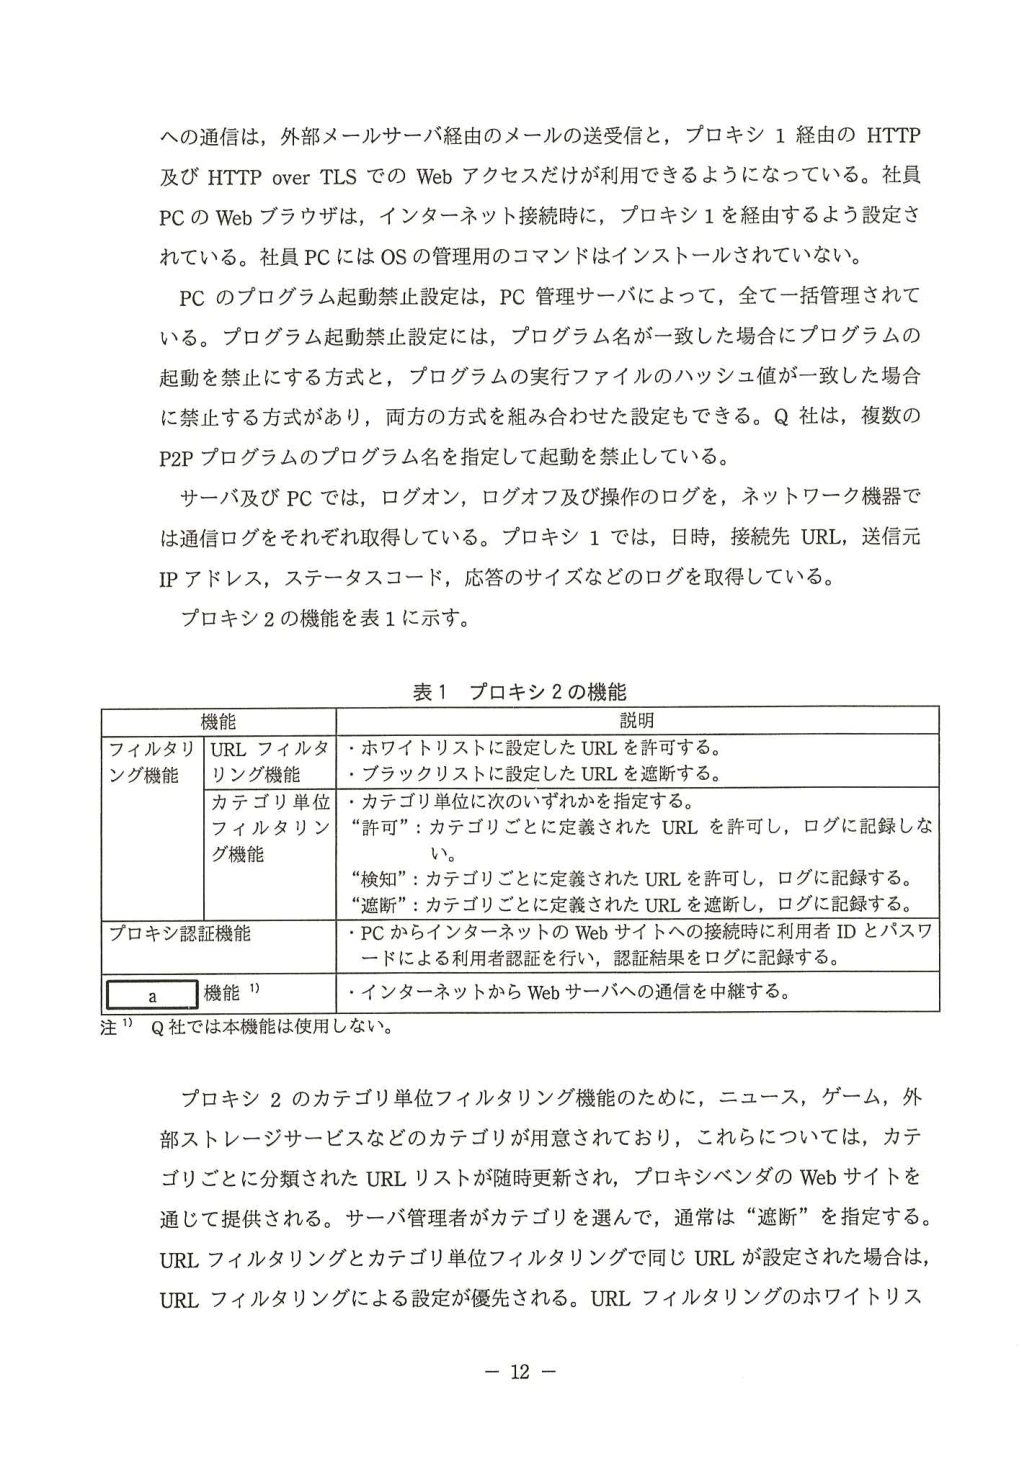 への通信は，外部メールサーバ経由のメールの送受信と，プロキシ 1 経由の HTTP
及び HTTP over TLS での Web アクセスだけが利用できるようになっている。社員
PC の Web ブラウザは，インターネット接続時に，プロキシ 1 を経由するよう設定さ
れている。社員 PC には OS の管理用のコマンドはインストールされていない。
PC のプログラム起動禁止設定は，PC 管理サーバによって，全て一括管理されて
いる。プログラム起動禁止設定には，プログラム名が一致した場合にプログラムの
起動を禁止にする方式と，プログラムの実行ファイルのハッシュ値が一致した場合
に禁止する方式があり，両方の方式を組み合わせた設定もできる。Q 社は，複数の
P2P プログラムのプログラム名を指定して起動を禁止している。
サーバ及び PC では，ログオン，ログオフ及び操作のログを，ネットワーク機器で
は通信ログをそれぞれ取得している。プロキシ 1 では，日時，接続先 URL，送信元
IP アドレス，ステータスコード，応答のサイズなどのログを取得している。
プロキシ 2 の機能を表 1 に示す。
表 1　プロキシ 2 の機能
機能　説明
フィルタリ
ング機能
URL フィルタ
リング機能
・ホワイトリストに設定した URL を許可する。
・ブラックリストに設定した URL を遮断する。
カテゴリ単位
フィルタリン
グ機能
・カテゴリ単位に次のいずれかを指定する。
“許可”：カテゴリごとに定義された URL を許可し，ログに記録しな
い。
“検知”：カテゴリごとに定義された URL を許可し，ログに記録する。
“遮断”：カテゴリごとに定義された URL を遮断し，ログに記録する。
プロキシ認証機能
・PC からインターネットの Web サイトへの接続時に利用者 ID とパスワ
ードによる利用者認証を行い，認証結果をログに記録する。
a 機能 1)
・インターネットから Web サーバへの通信を中継する。
注 1)　Q 社では本機能は使用しない。
プロキシ 2 のカテゴリ単位フィルタリング機能のために，ニュース，ゲーム，外
部ストレージサービスなどのカテゴリが用意されており，これらについては，カテ
ゴリごとに分類された URL リストが随時更新され，プロキシベンダの Web サイトを
通じて提供される。サーバ管理者がカテゴリを選んで，通常は“遮断”を指定する。
URL フィルタリングとカテゴリ単位フィルタリングで同じ URL が設定された場合は，
URL フィルタリングによる設定が優先される。URL フィルタリングのホワイトリス
－ 12 －